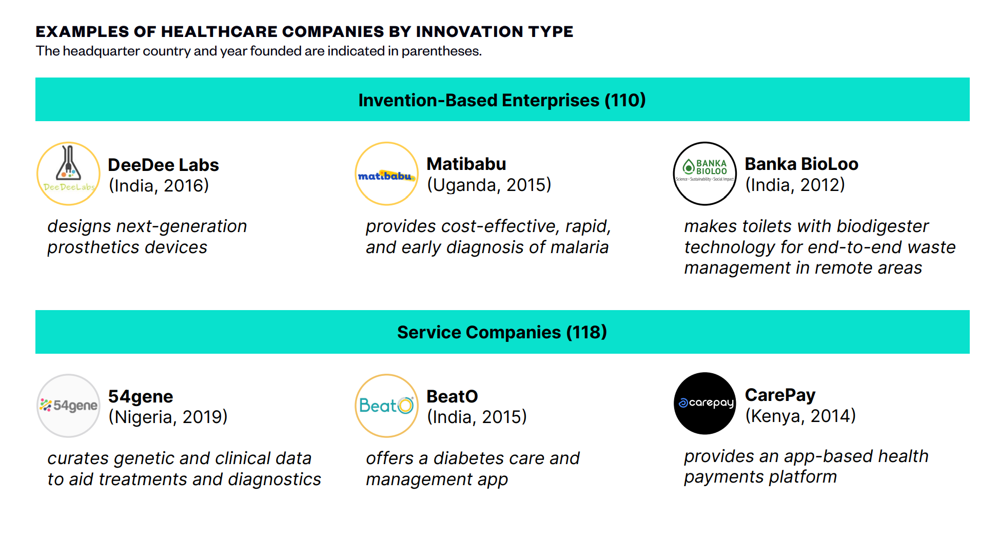 EXAMPLES OF HEALTHCARE COMPANIES BY INNOVATION TYPE
The headquarter country and year founded are indicated in parentheses.
Invention-Based Enterprises (110)
DeeDeeLabs
DeeDee Labs
(India, 2016)
designs next-generation
prosthetics devices
matibabu
Matibabu
(Uganda, 2015)
provides cost-effective, rapid,
and early diagnosis of malaria
BANKA
BIOLOO
Science • Sustainability • Social Impact
Banka BioLoo
(India, 2012)
makes toilets with biodigester
technology for end-to-end waste
management in remote areas
Service Companies (118)
54gene
54gene
(Nigeria, 2019)
curates genetic and clinical data
to aid treatments and diagnostics
BeatO®
BeatO
(India, 2015)
offers a diabetes care and
management app
carepay
CarePay
(Kenya, 2014)
provides an app-based health
payments platform